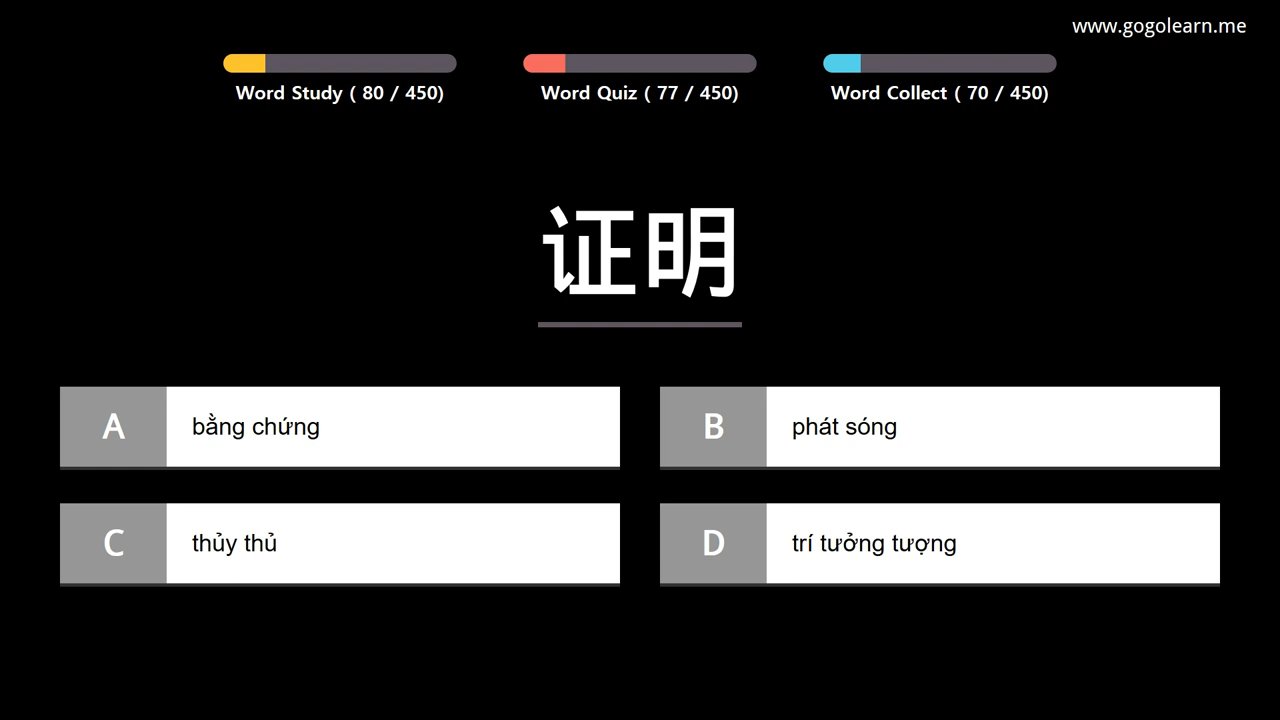 www.gogolearn.me
Word Study ( 80 / 450)
Word Quiz ( 77 / 450)
Word Collect ( 70 / 450)
证明
A bằng chứng
B phát sóng
C thủy thủ
D trí tưởng tượng